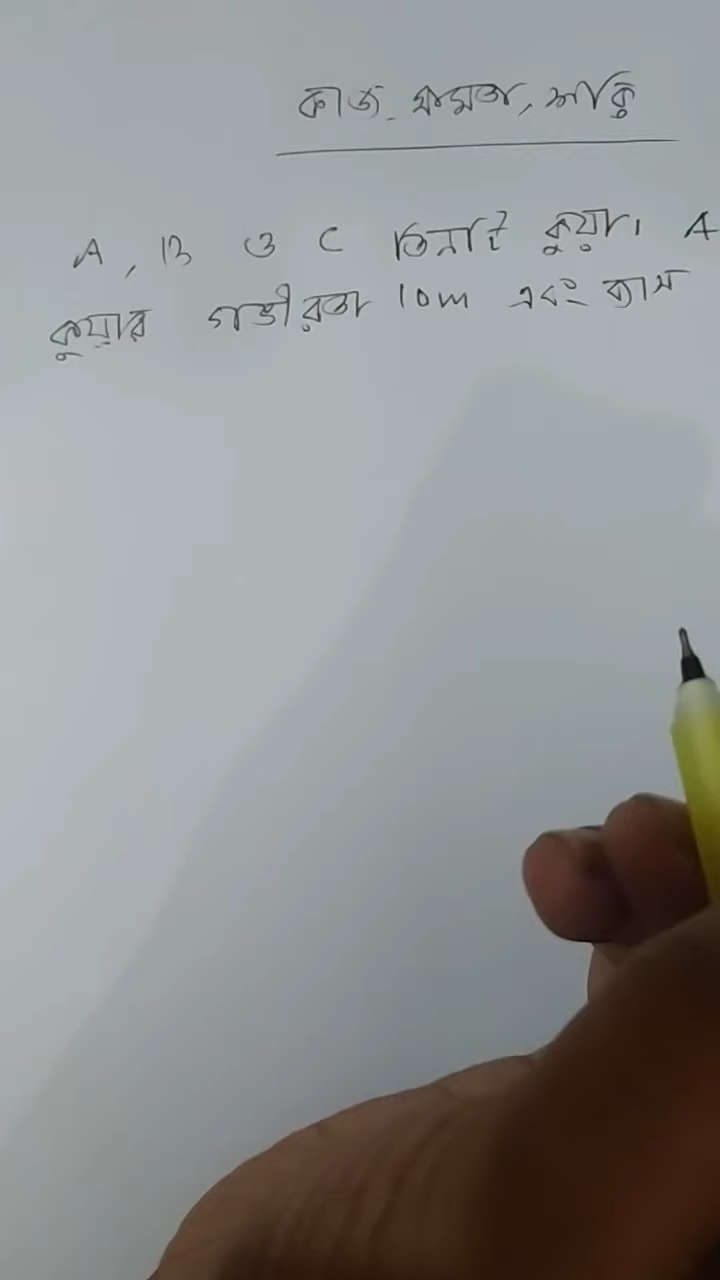 কাজ, ক্ষমতা, শক্তি
A, B ও C তিনটি কুয়া। A
কুয়ার গভীরতা 10m এবং ব্যাস